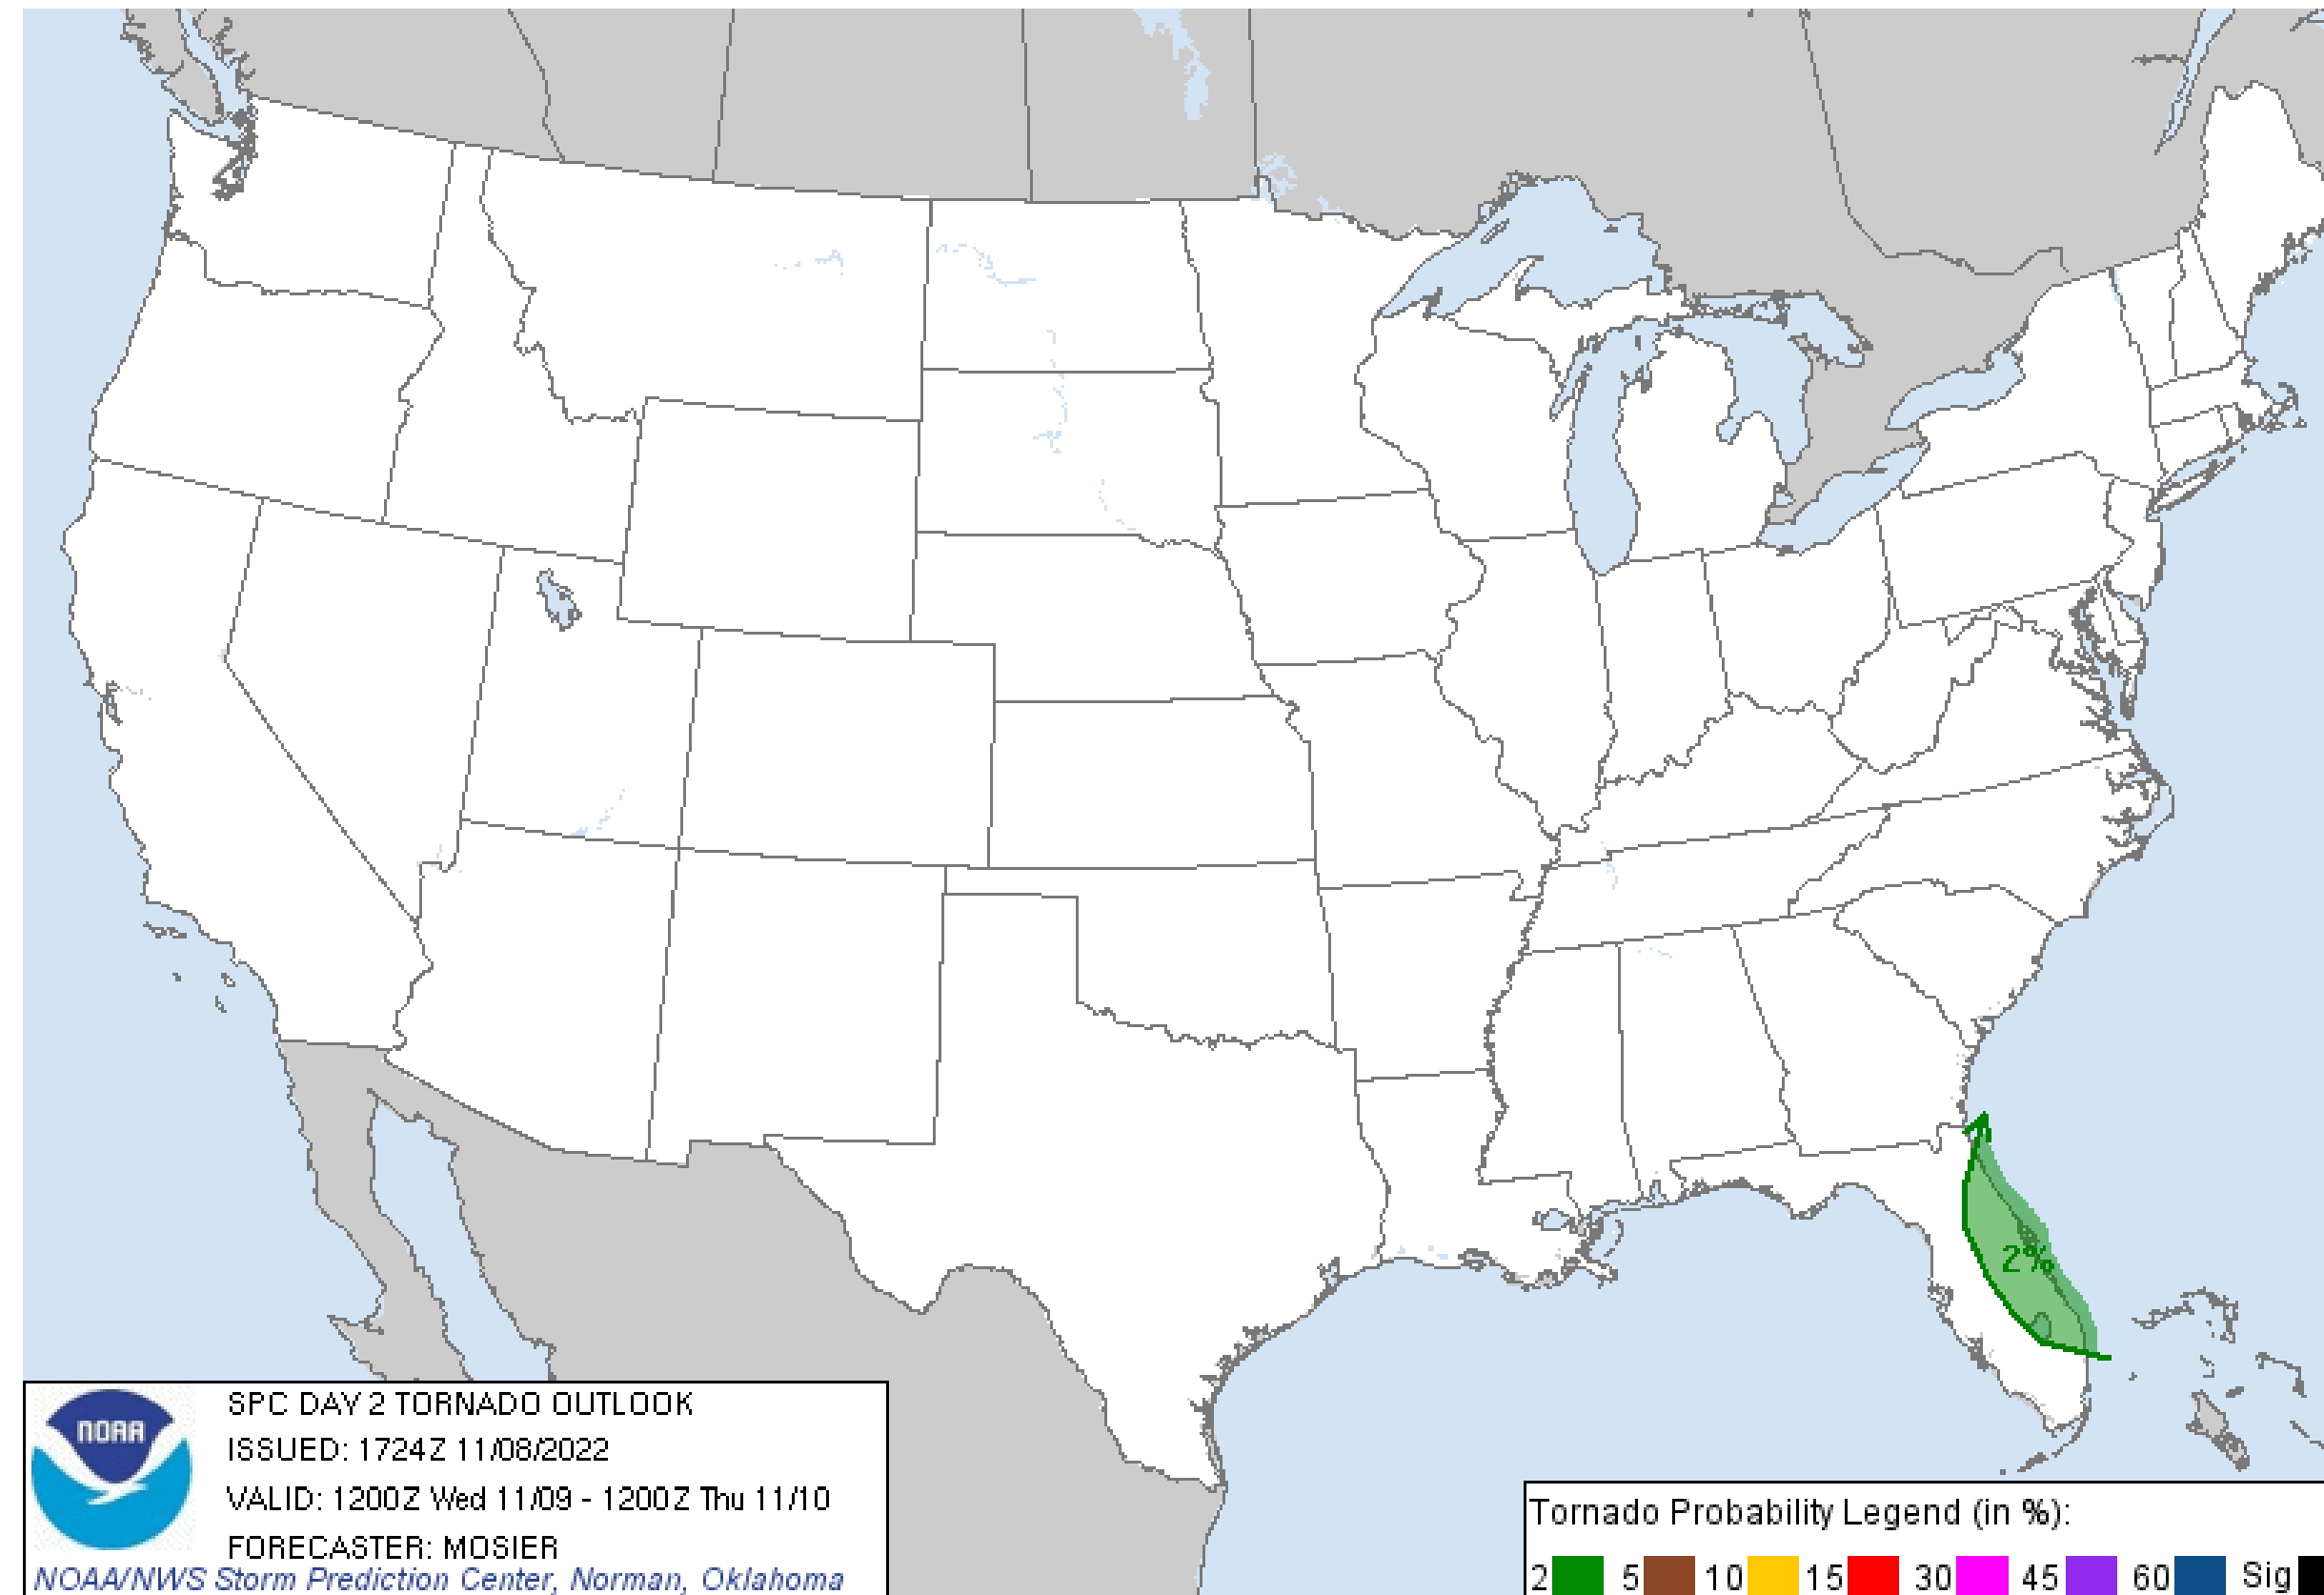 2%
NOAA
SPC DAY 2 TORNADO OUTLOOK
ISSUED: 1724Z 11/08/2022
VALID: 1200Z Wed 11/09 - 1200Z Thu 11/10
FORECASTER: MOSIER
NOAA/NWS Storm Prediction Center, Norman, Oklahoma
Tornado Probability Legend (in %):
2 5 10 15 30 45 60 Sig